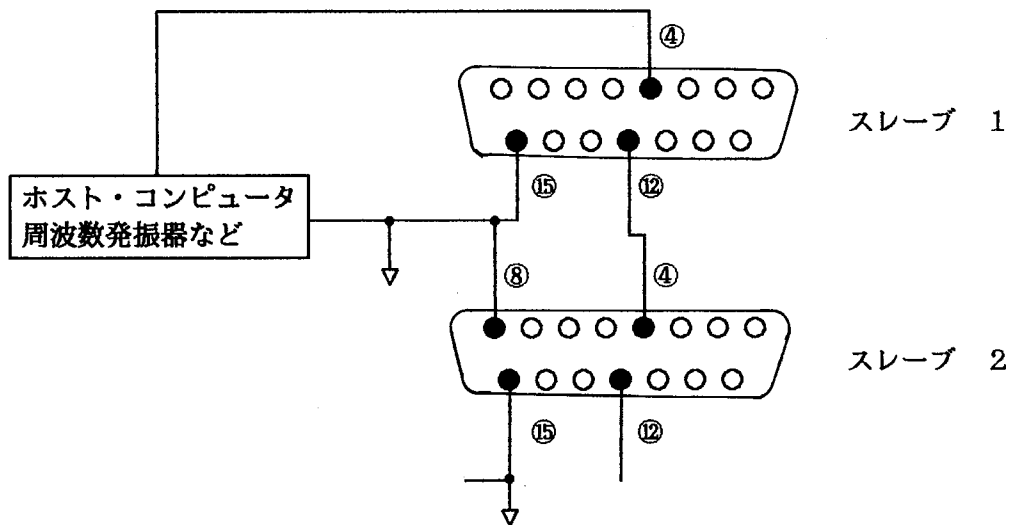 ④
スレーブ 1
⑮ ⑫
ホスト・コンピュータ
周波数発振器など
⑧ ④
スレーブ 2
⑮ ⑫